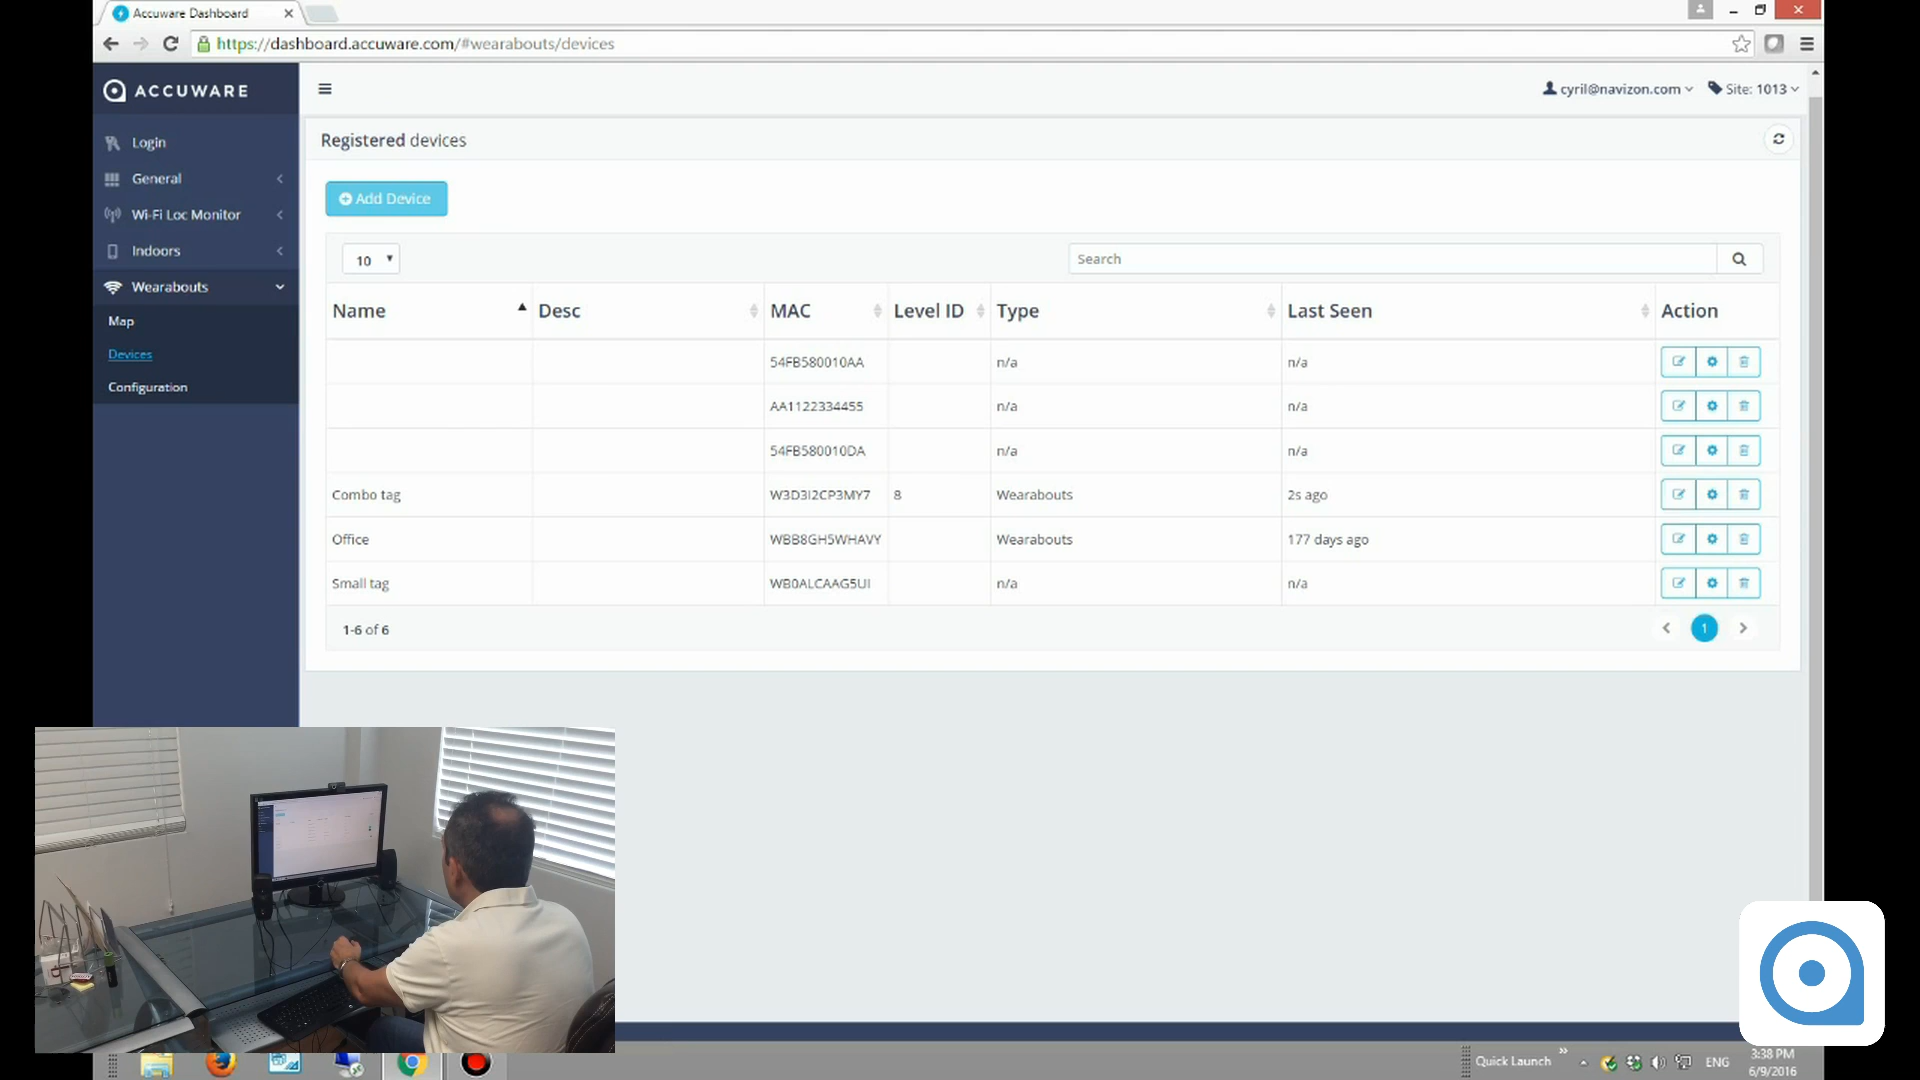 Accuware Dashboard
https://dashboard.accuware.com/#wearabouts/devices
ACCUWARE
cyril@navizon.com
Site: 1013
Login
General
Wi-Fi Loc Monitor
Indoors
Wearabouts
Map
Devices
Configuration
Registered devices
Add Device
10
Search
Name Desc MAC Level ID Type Last Seen Action
54FB580010AA n/a n/a
AA1122334455 n/a n/a
54FB580010DA n/a n/a
Combo tag W3D3I2CP3MY7 8 Wearabouts 2s ago
Office WBB8GH5WHAVY Wearabouts 177 days ago
Small tag WB0ALCAAG5UI n/a n/a
1-6 of 6
1
Quick Launch
ENG
3:38 PM
6/9/2016